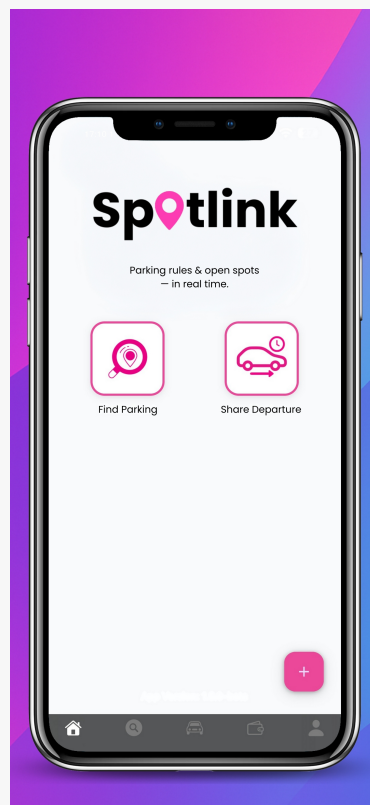 Spotlink
Parking rules & open spots
— in real time.
Find Parking
Share Departure
+